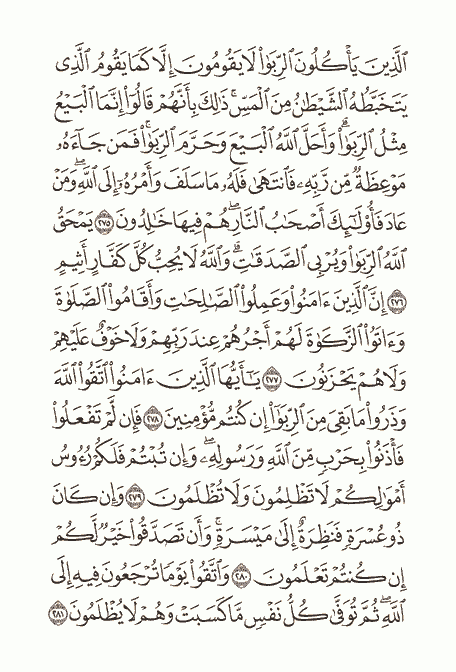 ٱلَّذِينَ يَأْكُلُونَ ٱلرِّبَوٰا۟ لَا يَقُومُونَ إِلَّا كَمَا يَقُومُ ٱلَّذِى
يَتَخَبَّطُهُ ٱلشَّيْطَٰنُ مِنَ ٱلْمَسِّ ۚ ذَٰلِكَ بِأَنَّهُمْ قَالُوٓا۟ إِنَّمَا ٱلْبَيْعُ
مِثْلُ ٱلرِّبَوٰا۟ ۗ وَأَحَلَّ ٱللَّهُ ٱلْبَيْعَ وَحَرَّمَ ٱلرِّبَوٰا۟ ۚ فَمَن جَآءَهُۥ
مَوْعِظَةٌ مِّن رَّبِّهِۦ فَٱنتَهَىٰ فَلَهُۥ مَا سَلَفَ وَأَمْرُهُۥٓ إِلَى ٱللَّهِ ۖ وَمَنْ
عَادَ فَأُو۟لَٰٓئِكَ أَصْحَٰبُ ٱلنَّارِ ۖ هُمْ فِيهَا خَٰلِدُونَ ٢٧٥ يَمْحَقُ
ٱللَّهُ ٱلرِّبَوٰا۟ وَيُرْبِى ٱلصَّدَقَٰتِ ۗ وَٱللَّهُ لَا يُحِبُّ كُلَّ كَفَّارٍ أَثِيمٍ
٢٧٦ إِنَّ ٱلَّذِينَ ءَامَنُوا۟ وَعَمِلُوا۟ ٱلصَّٰلِحَٰتِ وَأَقَامُوا۟ ٱلصَّلَوٰةَ
وَءَاتَوُا۟ ٱلزَّكَوٰةَ لَهُمْ أَجْرُهُمْ عِندَ رَبِّهِمْ وَلَا خَوْفٌ عَلَيْهِمْ
وَلَا هُمْ يَحْزَنُونَ ٢٧٧ يَٰٓأَيُّهَا ٱلَّذِينَ ءَامَنُوا۟ ٱتَّقُوا۟ ٱللَّهَ
وَذَرُوا۟ مَا بَقِىَ مِنَ ٱلرِّبَوٰٓا۟ إِن كُنتُم مُّؤْمِنِينَ ٢٧٨ فَإِن لَّمْ تَفْعَلُوا۟
فَأْذَنُوا۟ بِحَرْبٍ مِّنَ ٱللَّهِ وَرَسُولِهِۦ ۖ وَإِن تُبْتُمْ فَلَكُمْ رُءُوسُ
أَمْوَٰلِكُمْ لَا تَظْلِمُونَ وَلَا تُظْلَمُونَ ٢٧٩ وَإِن كَانَ
ذُو عُسْرَةٍ فَنَظِرَةٌ إِلَىٰ مَيْسَرَةٍ ۚ وَأَن تَصَدَّقُوا۟ خَيْرٌ لَّكُمْ
إِن كُنتُمْ تَعْلَمُونَ ٢٨٠ وَٱتَّقُوا۟ يَوْمًا تُرْجَعُونَ فِيهِ إِلَى
ٱللَّهِ ۖ ثُمَّ تُوَفَّىٰ كُلُّ نَفْسٍ مَّا كَسَبَتْ وَهُمْ لَا يُظْلَمُونَ ٢٨١